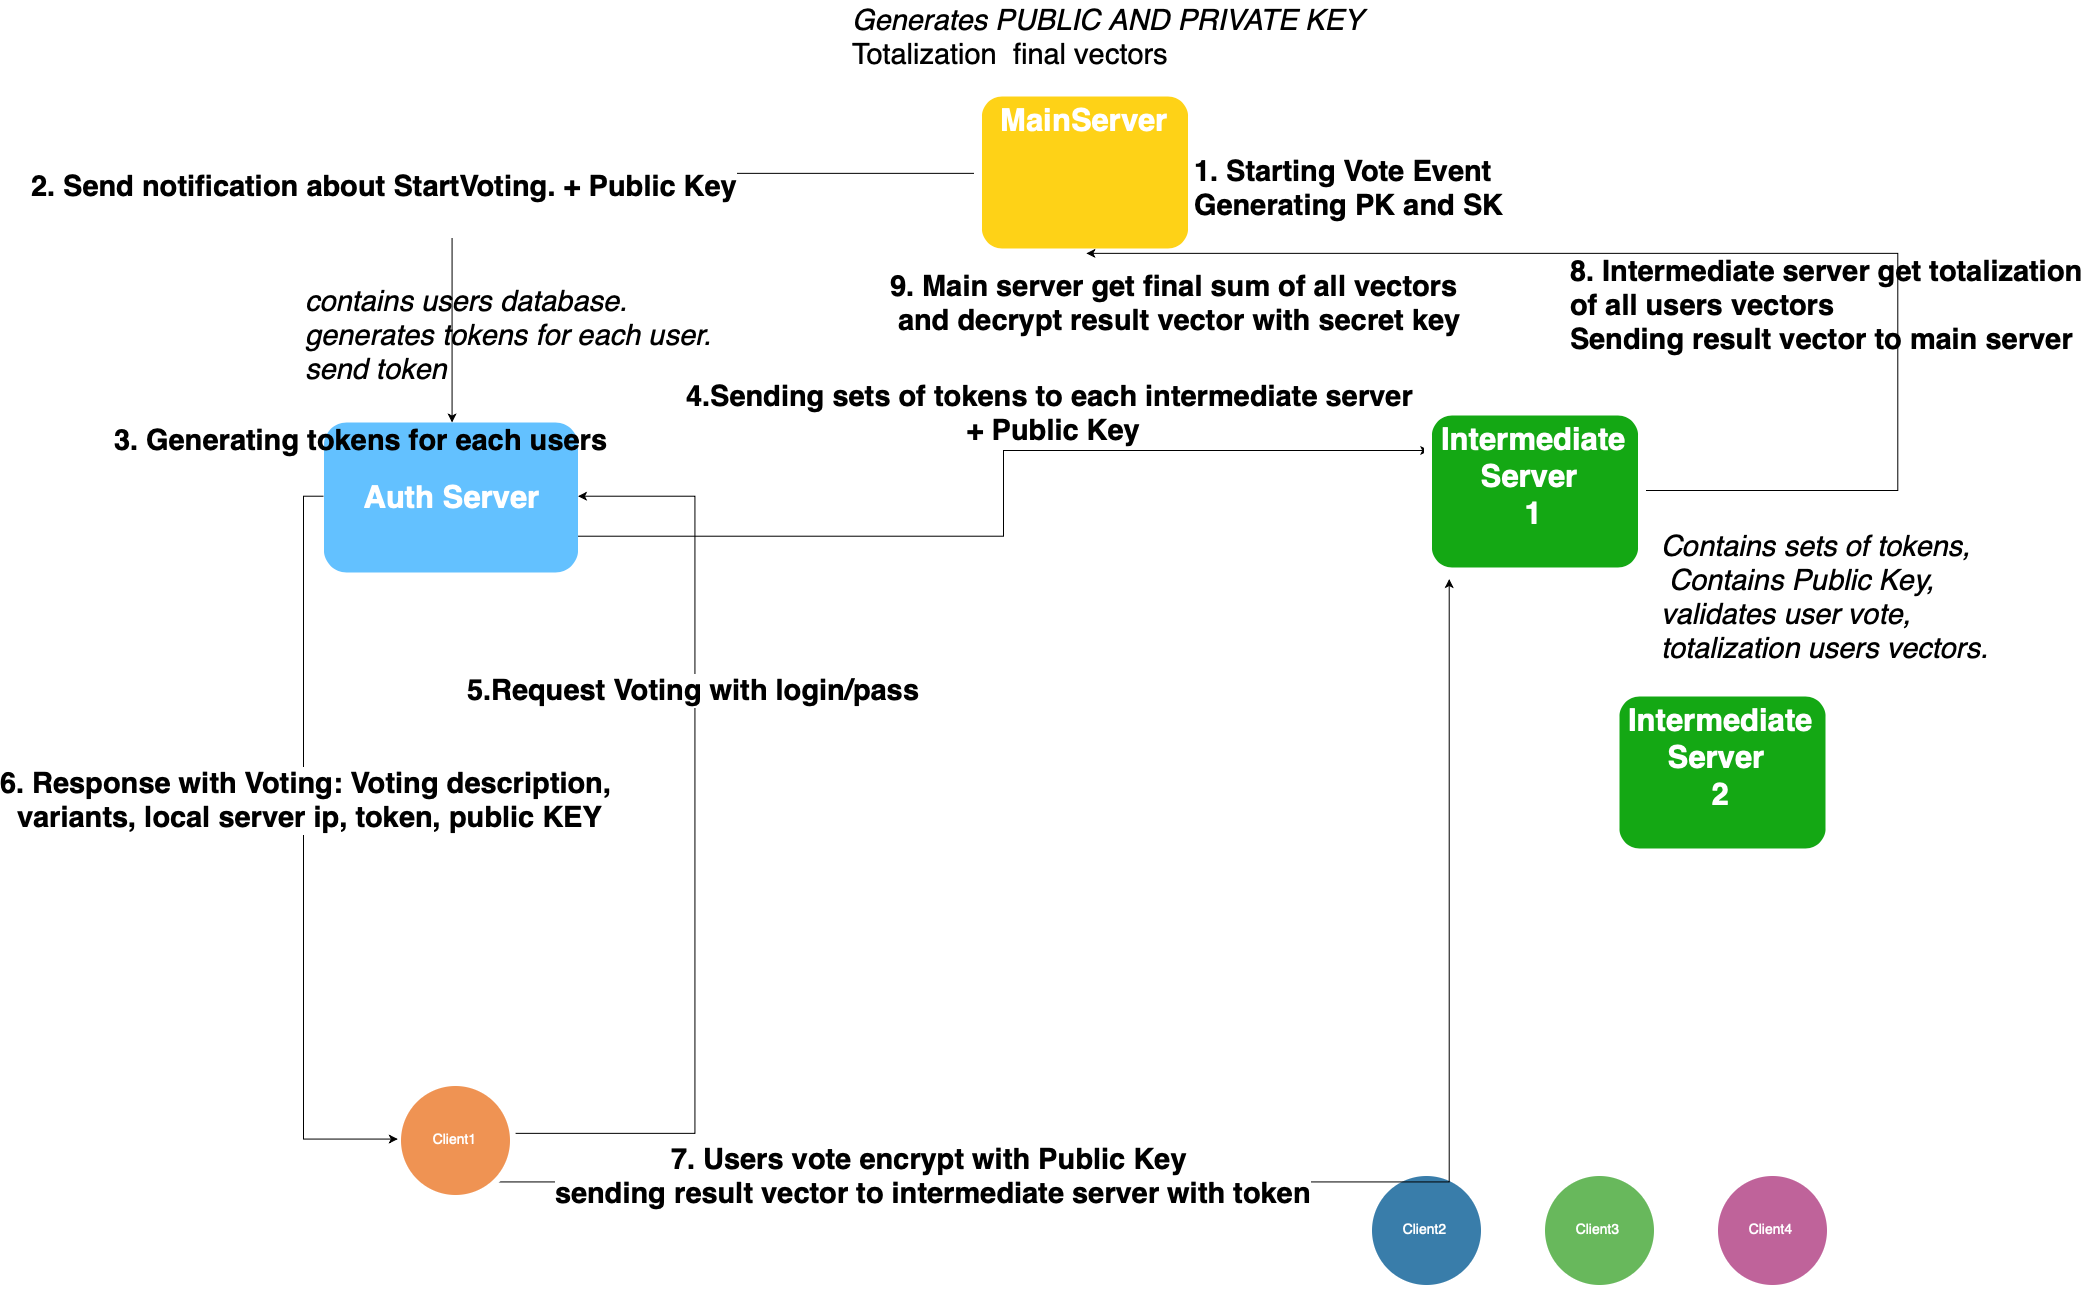 Generates PUBLIC AND PRIVATE KEY
Totalization  final vectors
MainServer
1. Starting Vote Event
Generating PK and SK
2. Send notification about StartVoting. + Public Key
contains users database.
generates tokens for each user.
send token
9. Main server get final sum of all vectors
and decrypt result vector with secret key
8. Intermediate server get totalization
of all users vectors
Sending result vector to main server
3. Generating tokens for each users
Auth Server
4.Sending sets of tokens to each intermediate server
+ Public Key
Intermediate
Server
1
Contains sets of tokens,
Contains Public Key,
validates user vote,
totalization users vectors.
5.Request Voting with login/pass
Intermediate
Server
2
6. Response with Voting: Voting description,
variants, local server ip, token, public KEY
Client1
7. Users vote encrypt with Public Key
sending result vector to intermediate server with token
Client2
Client3
Client4